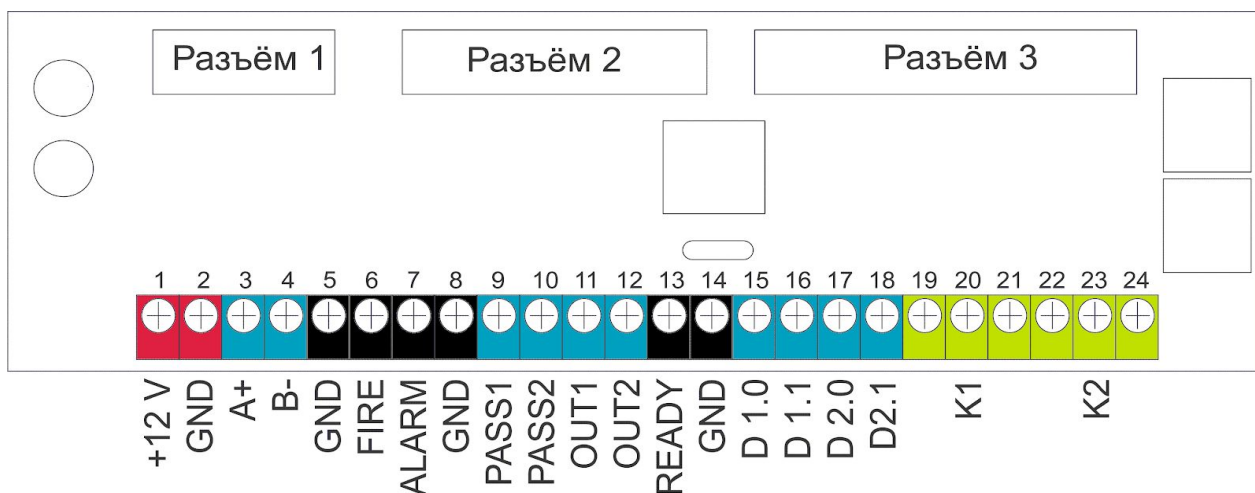 Разъём 1 Разъём 2 Разъём 3
1 2 3 4 5 6 7 8 9 10 11 12 13 14 15 16 17 18 19 20 21 22 23 24
+12 V GND A+ B- GND FIRE ALARM GND PASS1 PASS2 OUT1 OUT2 READY GND D 1.0 D 1.1 D 2.0 D2.1 K1 K2